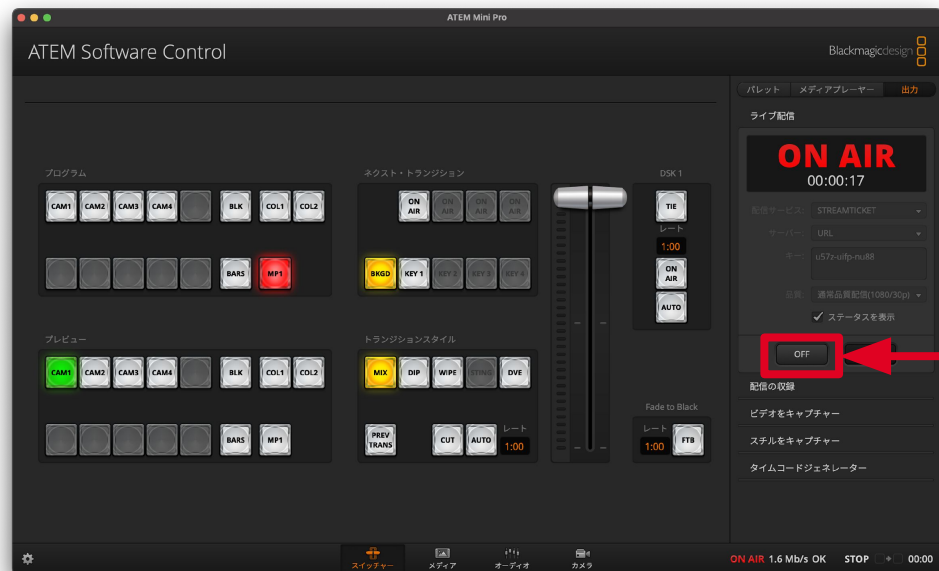 ATEM Mini Pro
ATEM Software Control
Blackmagicdesign
パレット メディアプレーヤー 出力
ライブ配信
ON AIR
00:00:17
配信サービス: STREAMTICKET
サーバー: URL
キー: u57z-uifp-nu88
品質: 通常品質配信(1080/30p)
ステータスを表示
OFF
配信の収録
ビデオをキャプチャー
スチルをキャプチャー
タイムコードジェネレーター
プログラム
CAM1 CAM2 CAM3 CAM4 BLK COL1 COL2
BARS MP1
ネクスト・トランジション
ON AIR ON AIR ON AIR ON AIR
BKGD KEY 1 KEY 2 KEY 3 KEY 4
DSK 1
TIE
レート
1:00
ON AIR
AUTO
プレビュー
CAM1 CAM2 CAM3 CAM4 BLK COL1 COL2
BARS MP1
トランジションスタイル
MIX DIP WIPE STING DVE
PREV TRANS CUT AUTO レート 1:00
Fade to Black
レート
1:00 FTB
スイッチャー メディア オーディオ カメラ
ON AIR 1.6 Mb/s OK STOP 00:00